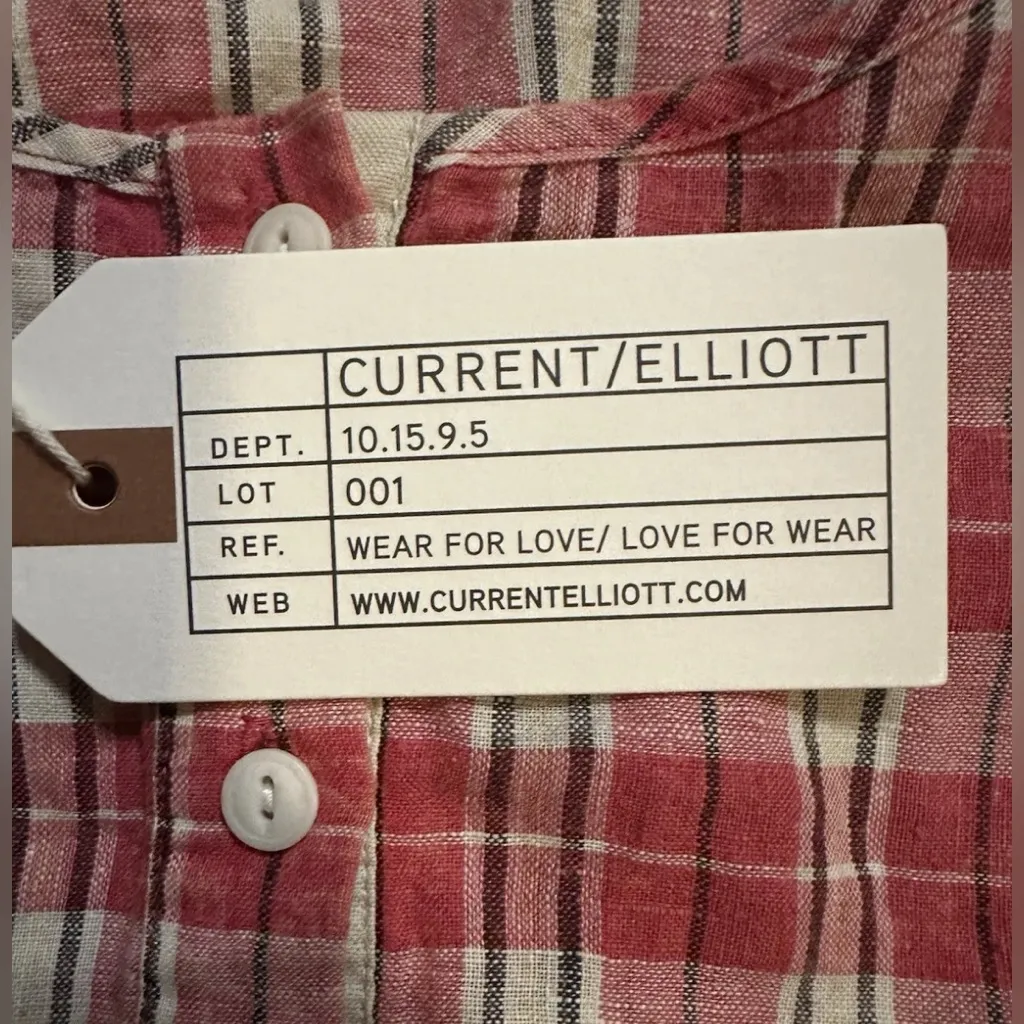 CURRENT/ELLIOTT
DEPT. 10.15.9.5
LOT 001
REF. WEAR FOR LOVE/ LOVE FOR WEAR
WEB WWW.CURRENTELLIOTT.COM